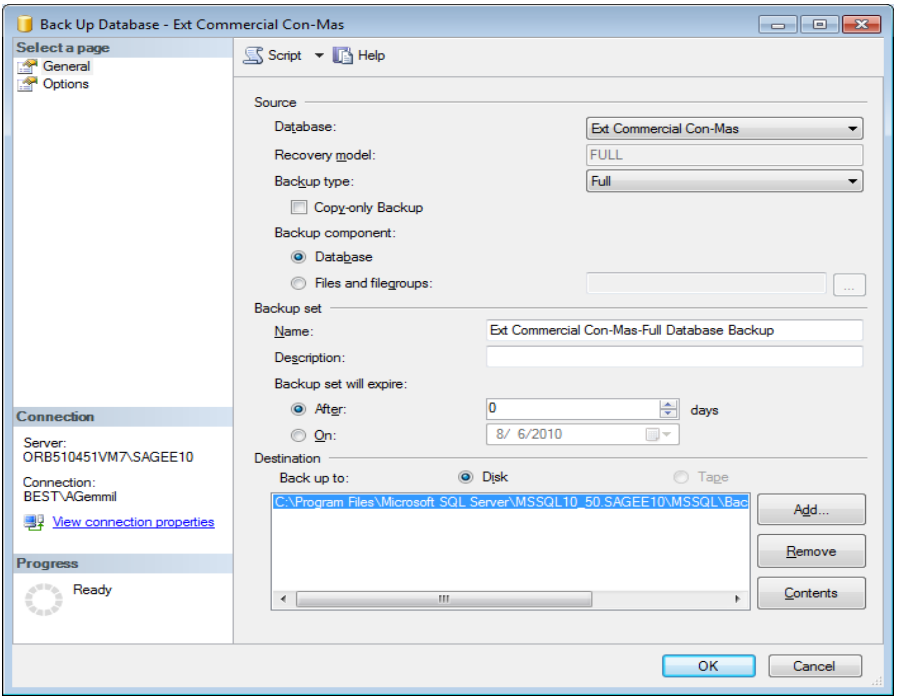 Back Up Database - Ext Commercial Con-Mas
Select a page
General
Options
Script
Help
Source
Database:
Ext Commercial Con-Mas
Recovery model:
FULL
Backup type:
Full
Copy-only Backup
Backup component:
Database
Files and filegroups:
...
Backup set
Name:
Ext Commercial Con-Mas-Full Database Backup
Description:
Backup set will expire:
After:
0
days
On:
8/ 6/2010
Destination
Back up to:
Disk
Tape
C:\Program Files\Microsoft SQL Server\MSSQL10_50.SAGEE10\MSSQL\Bac
Add...
Remove
Contents
Connection
Server:
ORB510451VM7\SAGEE10
Connection:
BEST\AGemmil
View connection properties
Progress
Ready
OK
Cancel